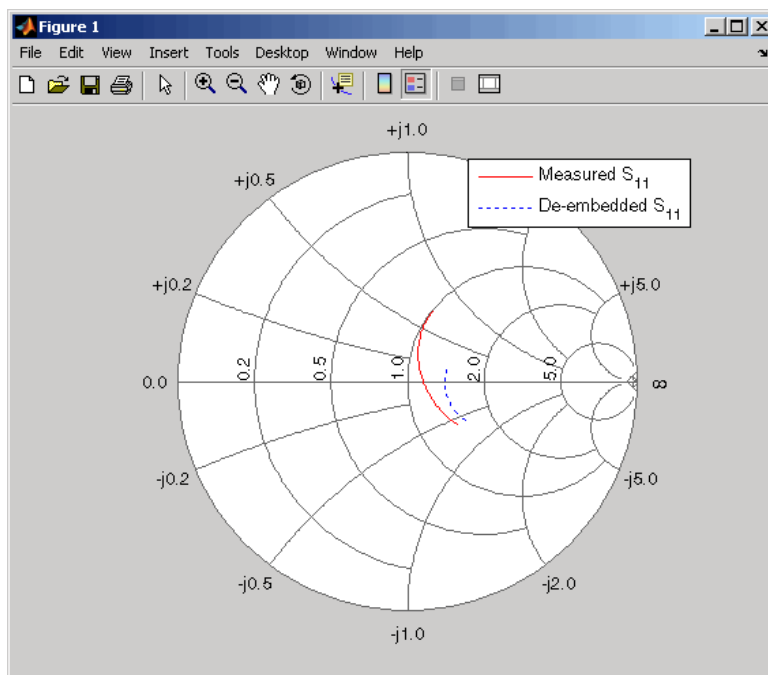 Figure 1
File Edit View Insert Tools Desktop Window Help
+j1.0
Measured S11
De-embedded S11
+j0.5
+j0.2
+j5.0
0.0
0.2
0.5
1.0
2.0
5.0
∞
-j0.2
-j5.0
-j0.5
-j2.0
-j1.0